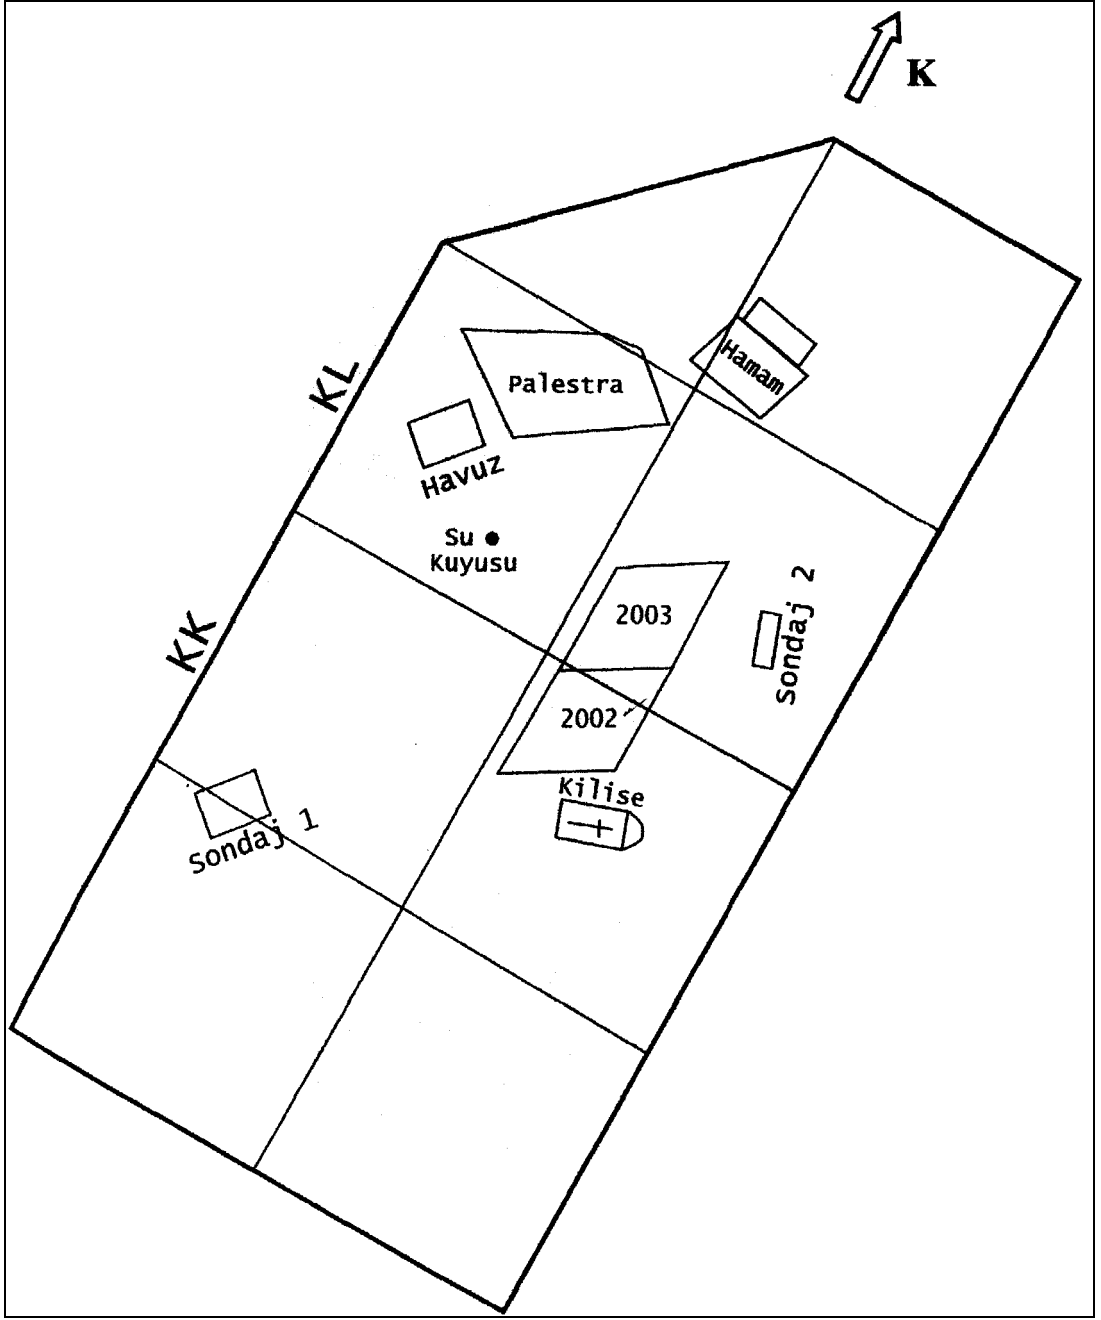 K
Hamam
KL
Palestra
Havuz
Su
Kuyusu
2003
sondaj 2
KK
2002
Kilise
Sondaj 1